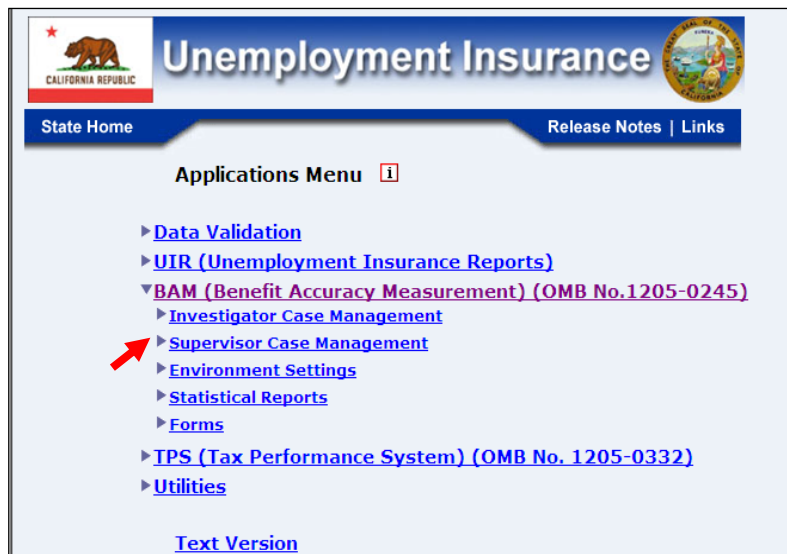 CALIFORNIA REPUBLIC
Unemployment Insurance
EUREKA
State Home
Release Notes | Links
Applications Menu i
Data Validation
UIR (Unemployment Insurance Reports)
BAM (Benefit Accuracy Measurement) (OMB No.1205-0245)
Investigator Case Management
Supervisor Case Management
Environment Settings
Statistical Reports
Forms
TPS (Tax Performance System) (OMB No. 1205-0332)
Utilities
Text Version